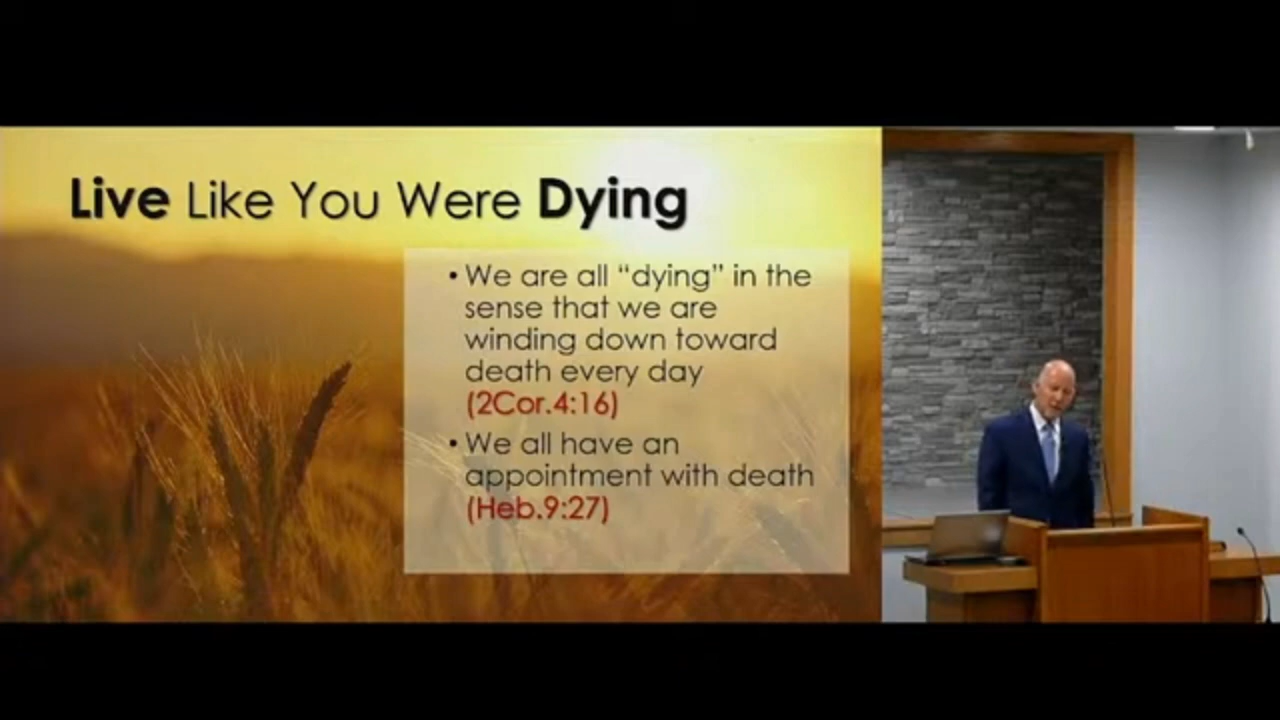 Live Like You Were Dying
• We are all “dying” in the
sense that we are
winding down toward
death every day
(2Cor.4:16)
• We all have an
appointment with death
(Heb.9:27)